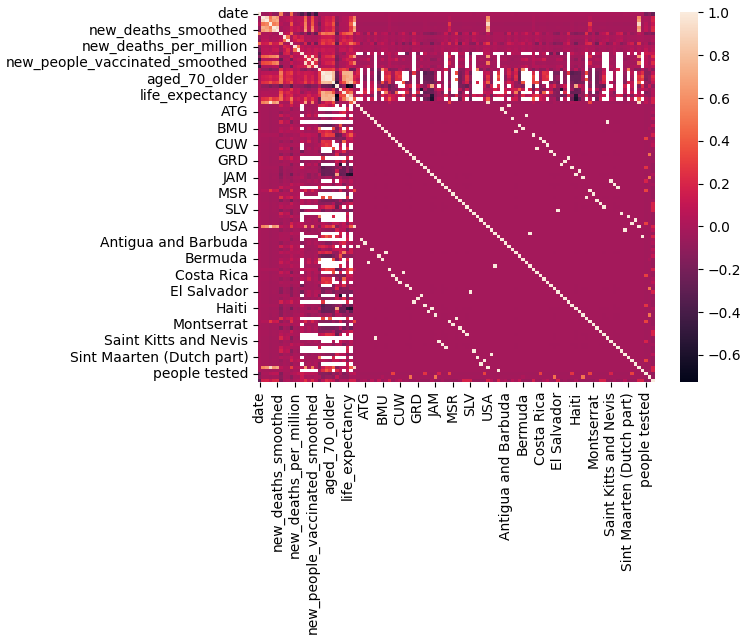 date
new_deaths_smoothed
new_deaths_per_million
new_people_vaccinated_smoothed
aged_70_older
life_expectancy
ATG
BMU
CUW
GRD
JAM
MSR
SLV
USA
Antigua and Barbuda
Bermuda
Costa Rica
El Salvador
Haiti
Montserrat
Saint Kitts and Nevis
Sint Maarten (Dutch part)
people tested
date
new_deaths_smoothed
new_deaths_per_million
new_people_vaccinated_smoothed
aged_70_older
life_expectancy
ATG
BMU
CUW
GRD
JAM
MSR
SLV
USA
Antigua and Barbuda
Bermuda
Costa Rica
El Salvador
Haiti
Montserrat
Saint Kitts and Nevis
Sint Maarten (Dutch part)
people tested
1.0
0.8
0.6
0.4
0.2
0.0
−0.2
−0.4
−0.6